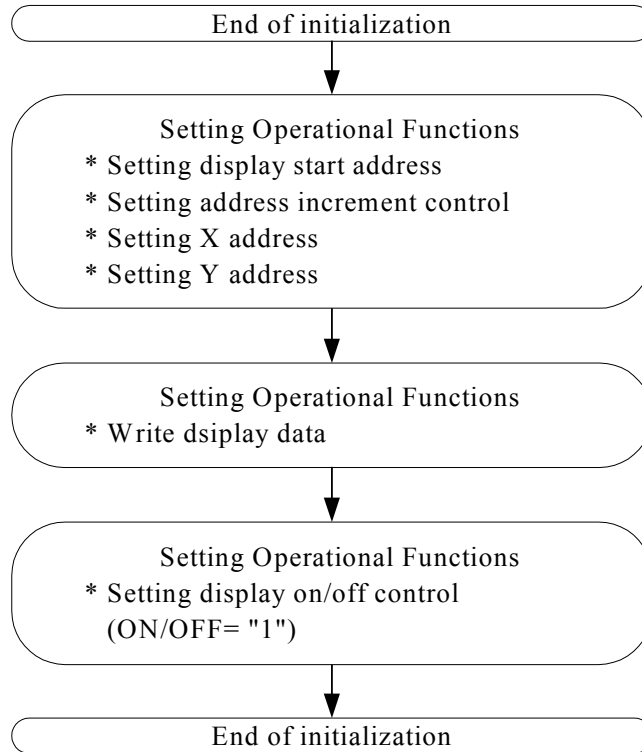 End of initialization
Setting Operational Functions
* Setting display start address
* Setting address increment control
* Setting X address
* Setting Y address
Setting Operational Functions
* Write dsiplay data
Setting Operational Functions
* Setting display on/off control
(ON/OFF= "1")
End of initialization